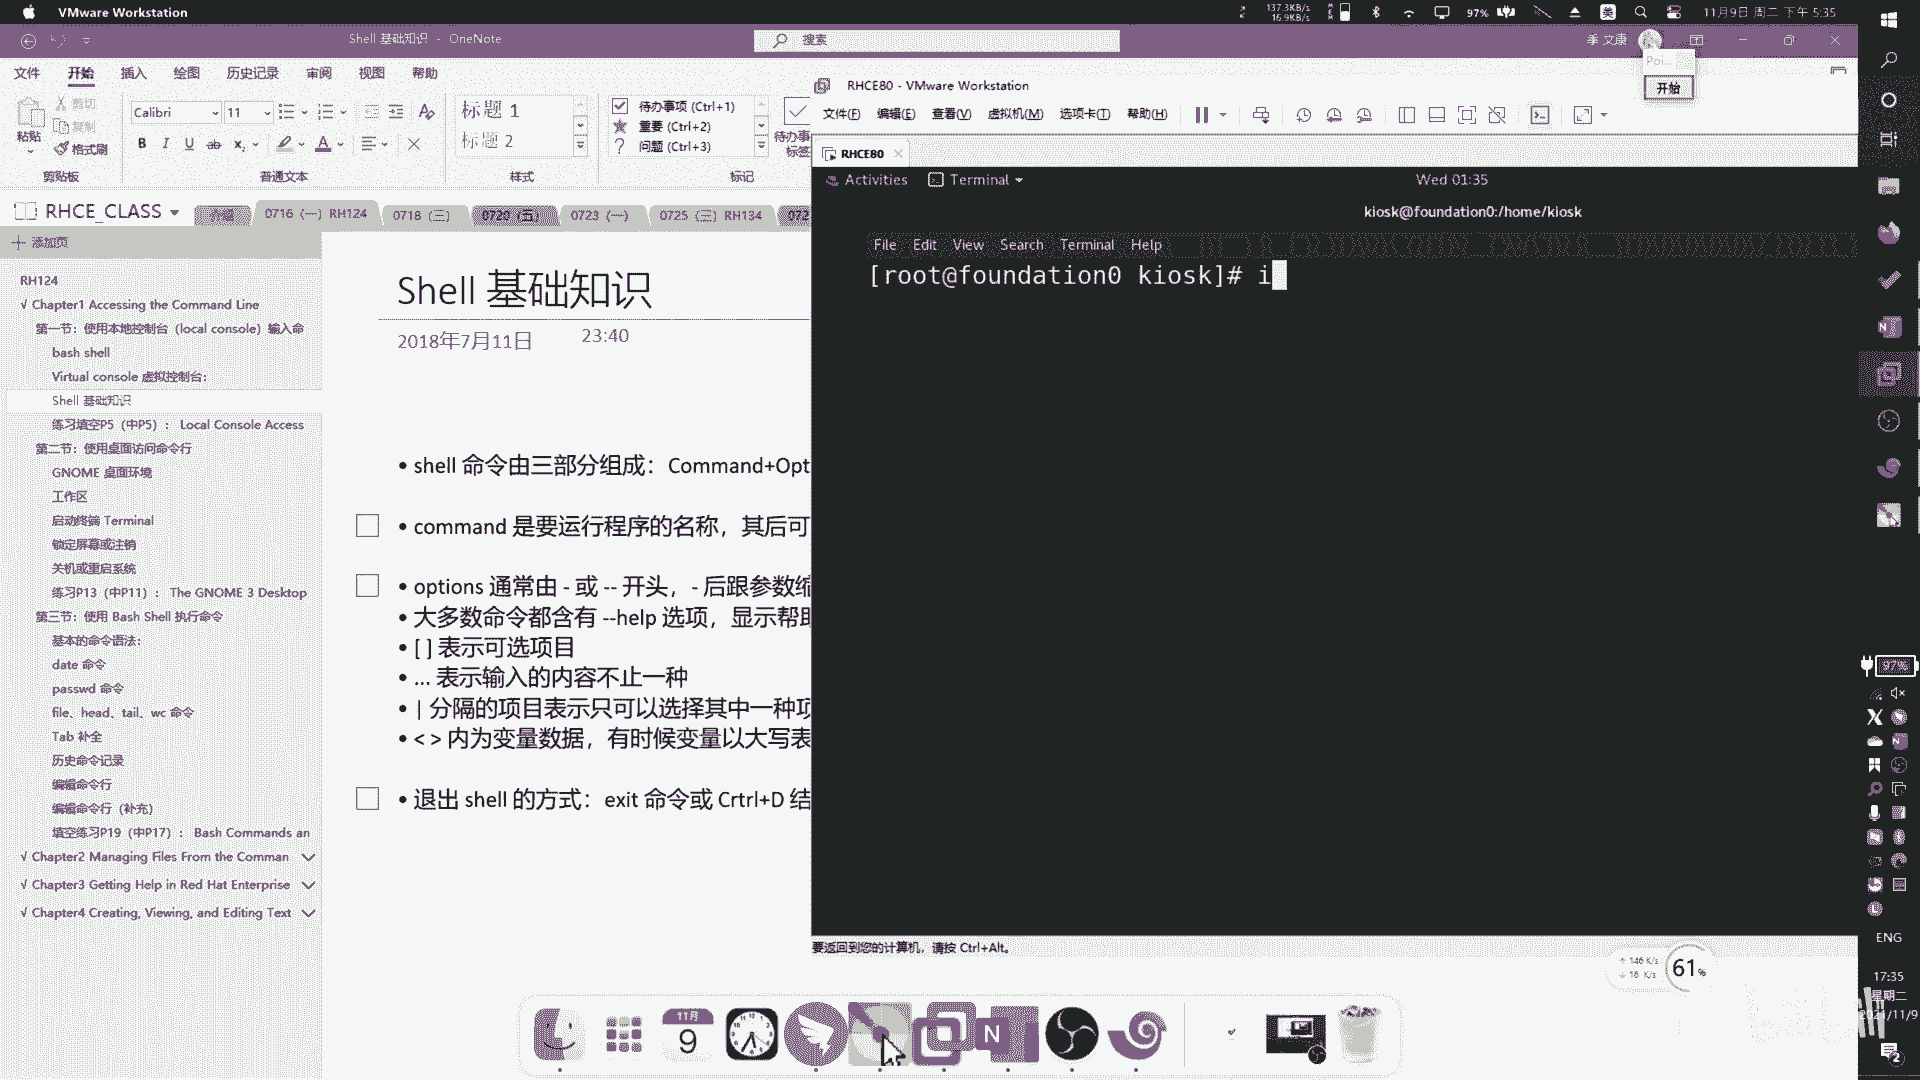 VMware Workstation
137.3KB/s
16.9KB/s
97%
美
11月9日 周二 下午 5:35
Shell 基础知识 - OneNote
搜索
季 文康
文件 开始 插入 绘图 历史记录 审阅 视图 帮助
Poi...
开始
粘贴
剪切
复制
格式刷
剪贴板
Calibri 11
B I U ab x
普通文本
标题 1
标题 2
样式
待办事项 (Ctrl+1)
重要 (Ctrl+2)
问题 (Ctrl+3)
标记
待办事
标签
RHCE80 - VMware Workstation
文件(F) 编辑(E) 查看(V) 虚拟机(M) 选项卡(T) 帮助(H)
RHCE80
Activities Terminal
Wed 01:35
kiosk@foundation0:/home/kiosk
File Edit View Search Terminal Help
[root@foundation0 kiosk]# i
RHCE_CLASS
介绍 0716 (一) RH124 0718 (三) 0720 (五) 0723 (一) 0725 (三) RH134 072
添加页
RH124
√ Chapter1 Accessing the Command Line
第一节：使用本地控制台（local console）输入命
bash shell
Virtual console 虚拟控制台:
Shell 基础知识
练习填空P5（中P5）： Local Console Access
第二节：使用桌面访问命令行
GNOME 桌面环境
工作区
启动终端 Terminal
锁定屏幕或注销
关机或重启系统
练习P13（中P11）： The GNOME 3 Desktop
第三节：使用 Bash Shell 执行命令
基本的命令语法:
date 命令
passwd 命令
file、head、tail、wc 命令
Tab 补全
历史命令记录
编辑命令行
编辑命令行（补充）
填空练习P19（中P17）： Bash Commands an
√ Chapter2 Managing Files From the Comman
√ Chapter3 Getting Help in Red Hat Enterprise
√ Chapter4 Creating, Viewing, and Editing Text
Shell 基础知识
2018年7月11日 23:40
• shell 命令由三部分组成：Command+Opt
• command 是要运行程序的名称，其后可
• options 通常由 - 或 -- 开头，- 后跟参数缩
• 大多数命令都含有 --help 选项，显示帮助
• [ ] 表示可选项目
• ... 表示输入的内容不止一种
• | 分隔的项目表示只可以选择其中一种项
• < > 内为变量数据，有时候变量以大写表
• 退出 shell 的方式：exit 命令或 Crtrl+D 结
要返回到您的计算机，请按 Ctrl+Alt。
↑ 146 K/s
↓ 16 K/s
61%
11月
9
N
97%
ENG
17:35
星期二
2021/11/9
2